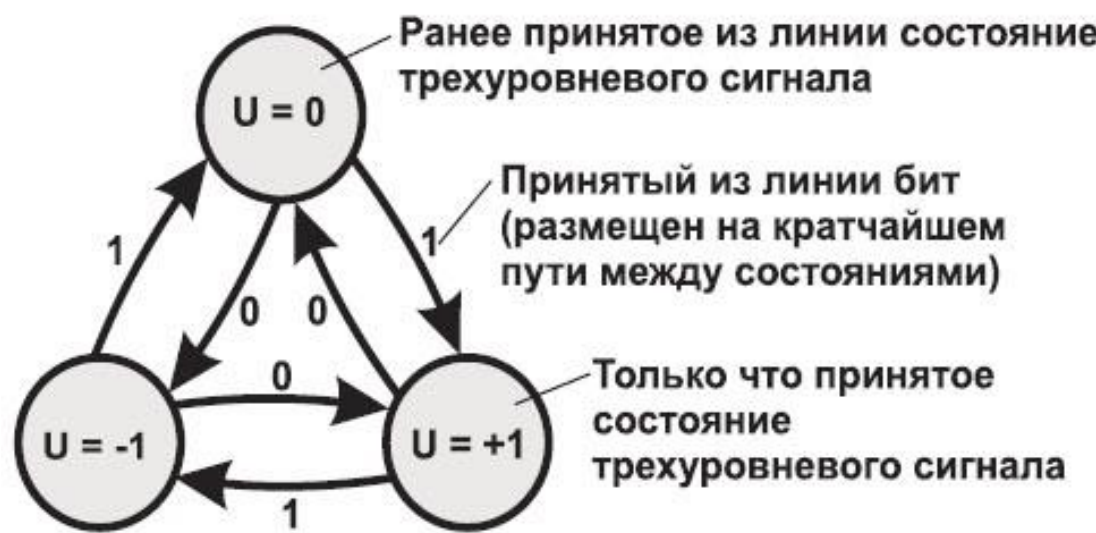 Ранее принятое из линии состояние
трехуровневого сигнала
U = 0
Принятый из линии бит
(размещен на кратчайшем
пути между состояниями)
1
1
0
0
0
Только что принятое
состояние
трехуровневого сигнала
U = -1
U = +1
1